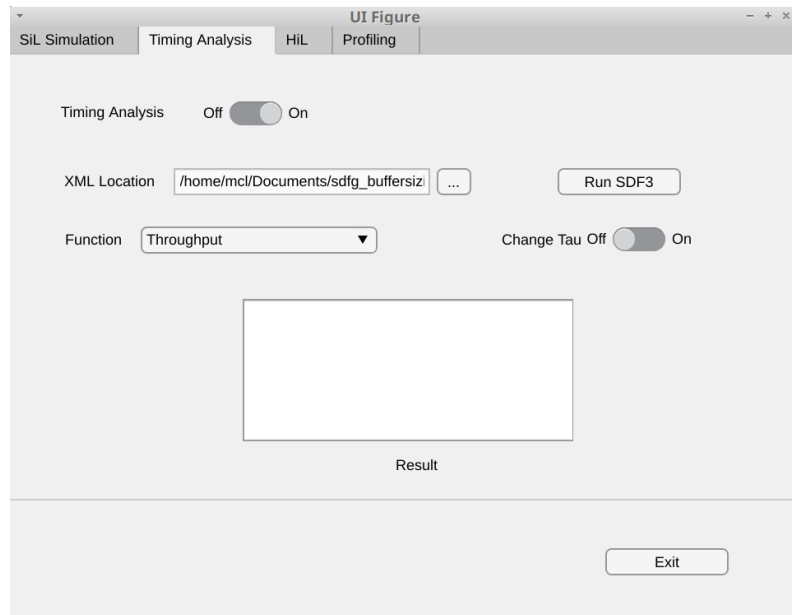 UI Figure
SiL Simulation Timing Analysis HiL Profiling
Timing Analysis Off On
XML Location /home/mcl/Documents/sdfg_buffersizi ... Run SDF3
Function Throughput Change Tau Off On
Result
Exit